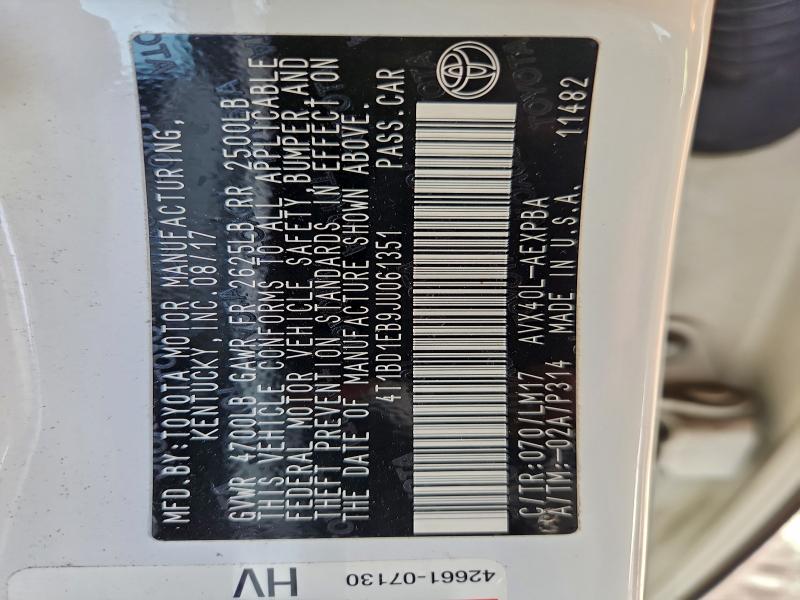 MFD.BY:TOYOTA MOTOR MANUFACTURING,
KENTUCKY,INC.08/17
GVWR 4700LB GAWR FR 2625LB RR 2500LB
THIS VEHICLE CONFORMS TO ALL APPLICABLE
FEDERAL MOTOR VEHICLE SAFETY, BUMPER, AND
THEFT PREVENTION STANDARDS IN EFFECT ON
THE DATE OF MANUFACTURE SHOWN ABOVE.
4T1BD1EB9JU061351 PASS.CAR
C/TR:070/LM17 AVX40L-AEXPBA
A/TM:-02A/P314 MADE IN U.S.A. 11482
HV
42661-07130